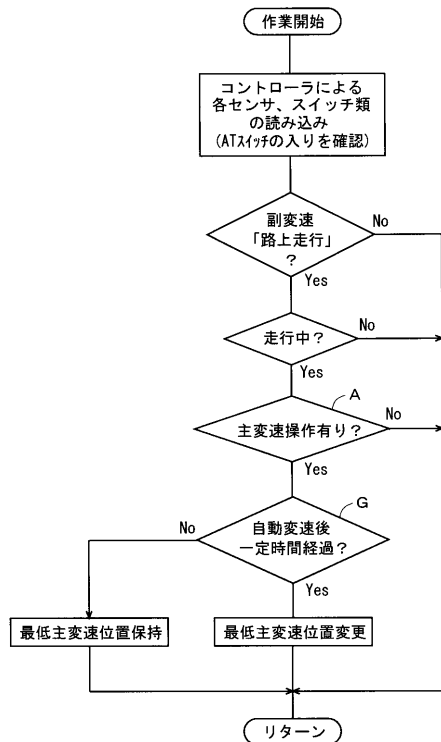 作業開始
コントローラによる
各センサ、スイッチ類
の読み込み
(ATスイッチの入りを確認)
副変速
「路上走行」
?
No
Yes
走行中?
No
Yes
A
主変速操作有り?
No
Yes
G
自動変速後
一定時間経過?
No
Yes
最低主変速位置保持
最低主変速位置変更
リターン